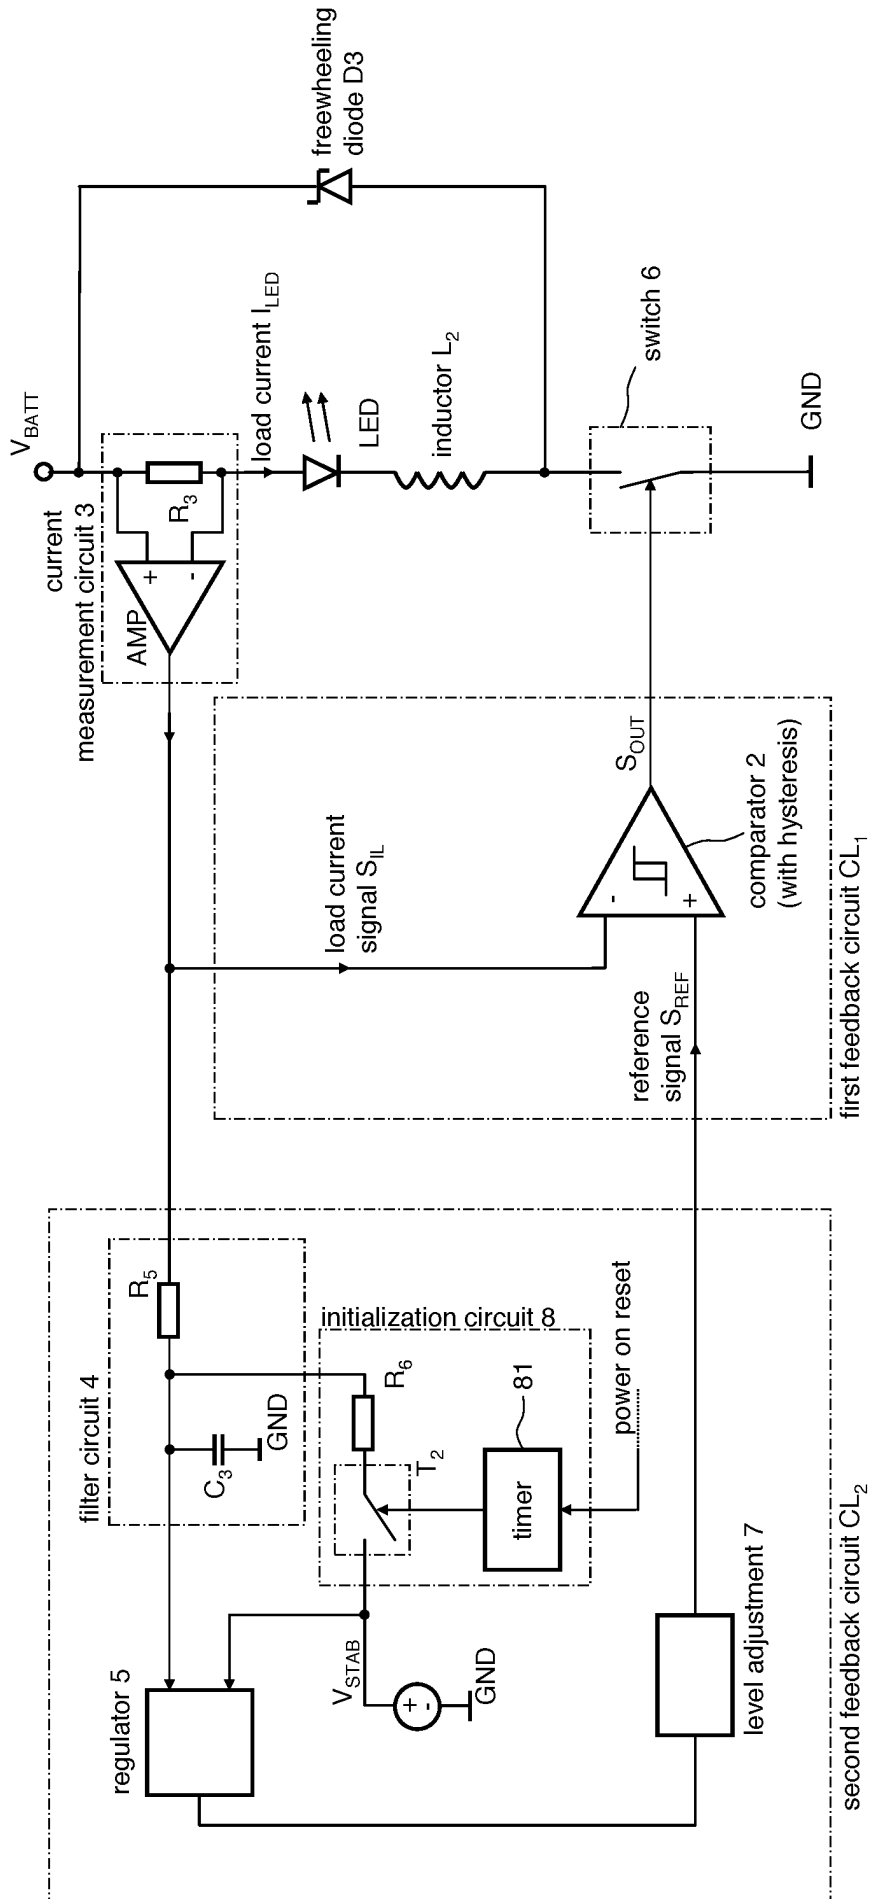 V_BATT
current
measurement circuit 3
R_3
+
-
AMP
load current I_LED
LED
inductor L_2
freewheeling
diode D3
switch 6
GND
S_OUT
load current
signal S_IL
-
+
comparator 2
(with hysteresis)
reference
signal S_REF
first feedback circuit CL_1
filter circuit 4
R_5
C_3
GND
initialization circuit 8
R_6
T_2
timer
81
power on reset
regulator 5
V_STAB
+
-
GND
level adjustment 7
second feedback circuit CL_2